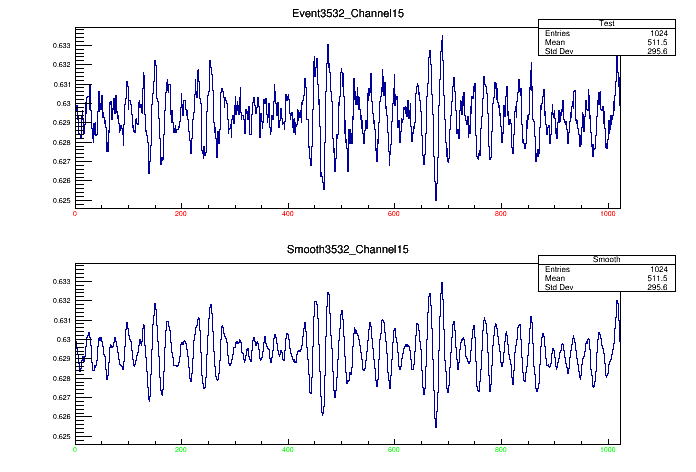 Event3532_Channel15
Test
Entries 1024
Mean 511.5
Std Dev 295.6
0.633
0.632
0.631
0.63
0.629
0.628
0.627
0.626
0.625
0 200 400 600 800 1000
Smooth3532_Channel15
Smooth
Entries 1024
Mean 511.5
Std Dev 295.6
0.633
0.632
0.631
0.63
0.629
0.628
0.627
0.626
0.625
0 200 400 600 800 1000